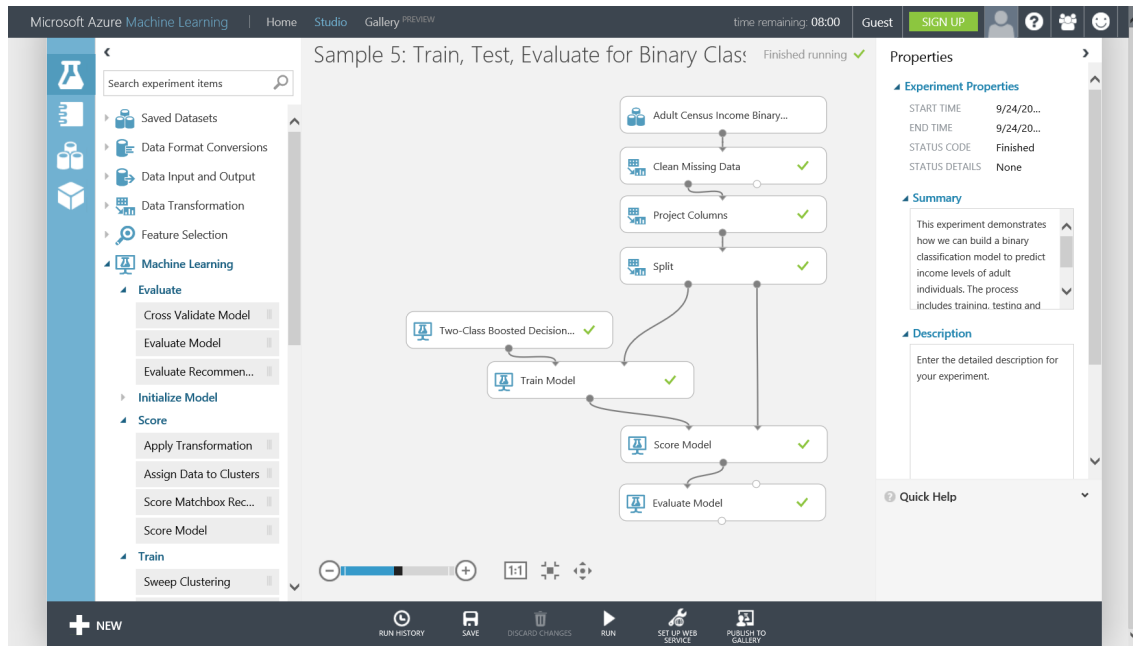 Microsoft Azure Machine Learning | Home Studio Gallery PREVIEW time remaining: 08:00 Guest SIGN UP
Search experiment items
Saved Datasets
Data Format Conversions
Data Input and Output
Data Transformation
Feature Selection
Machine Learning
Evaluate
Cross Validate Model
Evaluate Model
Evaluate Recommen...
Initialize Model
Score
Apply Transformation
Assign Data to Clusters
Score Matchbox Rec...
Score Model
Train
Sweep Clustering
Sample 5: Train, Test, Evaluate for Binary Clas
Finished running
Adult Census Income Binary...
Clean Missing Data
Project Columns
Split
Two-Class Boosted Decision...
Train Model
Score Model
Evaluate Model
1:1
Properties
Experiment Properties
START TIME 9/24/20...
END TIME 9/24/20...
STATUS CODE Finished
STATUS DETAILS None
Summary
This experiment demonstrates
how we can build a binary
classification model to predict
income levels of adult
individuals. The process
includes training, testing and
Description
Enter the detailed description for
your experiment.
Quick Help
NEW
RUN HISTORY
SAVE
DISCARD CHANGES
RUN
SET UP WEB
SERVICE
PUBLISH TO
GALLERY